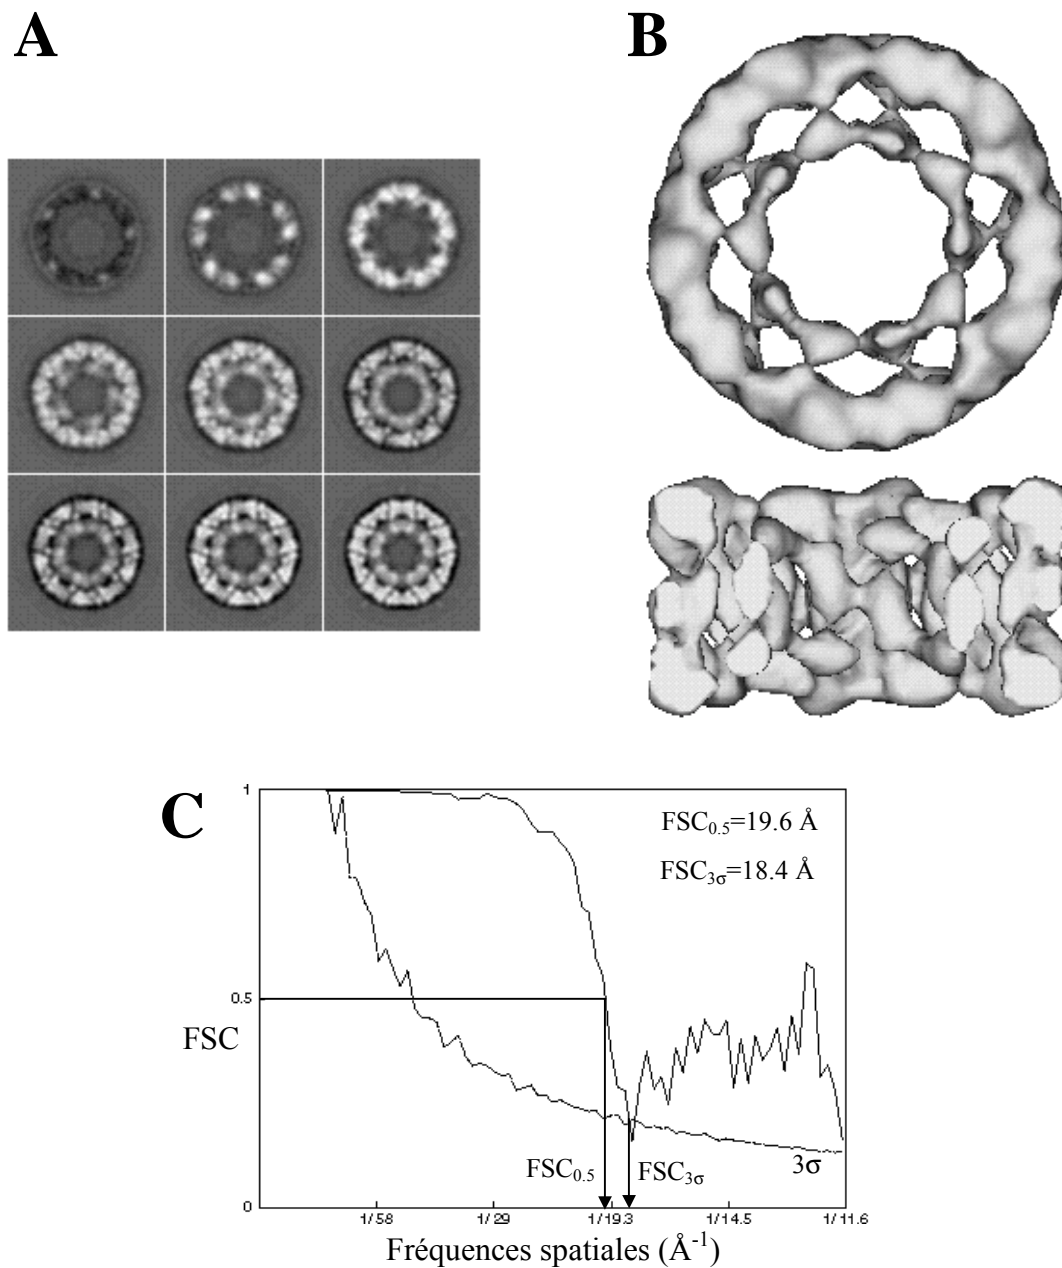 A
B
C
1
FSC0.5=19.6 Å
FSC3σ=18.4 Å
0.5
FSC
FSC0.5
FSC3σ
3σ
0
1/58
1/29
1/19.3
1/14.5
1/11.6
Fréquences spatiales (Å-1)